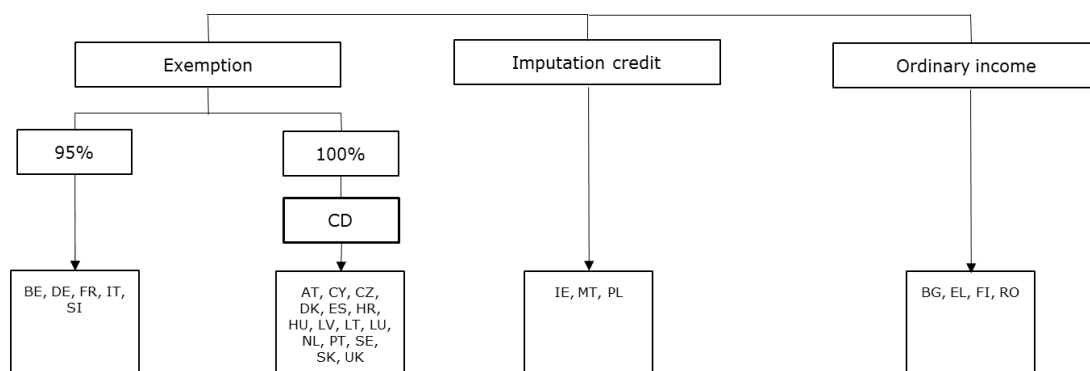 Exemption
Imputation credit
Ordinary income
95%
100%
CD
BE, DE, FR, IT,
SI
AT, CY, CZ,
DK, ES, HR,
HU, LV, LT, LU,
NL, PT, SE,
SK, UK
IE, MT, PL
BG, EL, FI, RO